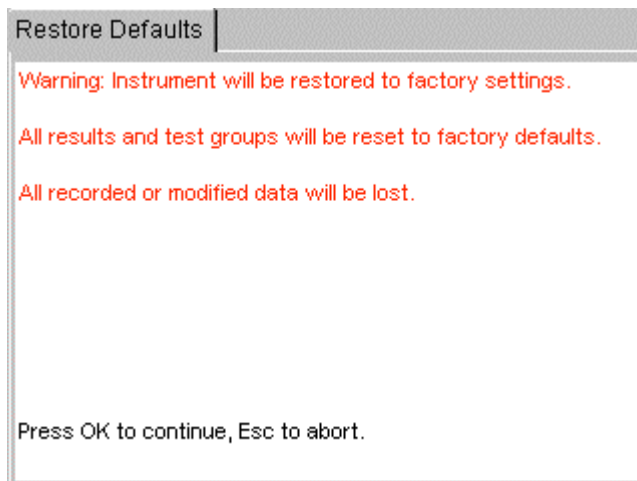 Restore Defaults
Warning: Instrument will be restored to factory settings.
All results and test groups will be reset to factory defaults.
All recorded or modified data will be lost.
Press OK to continue, Esc to abort.